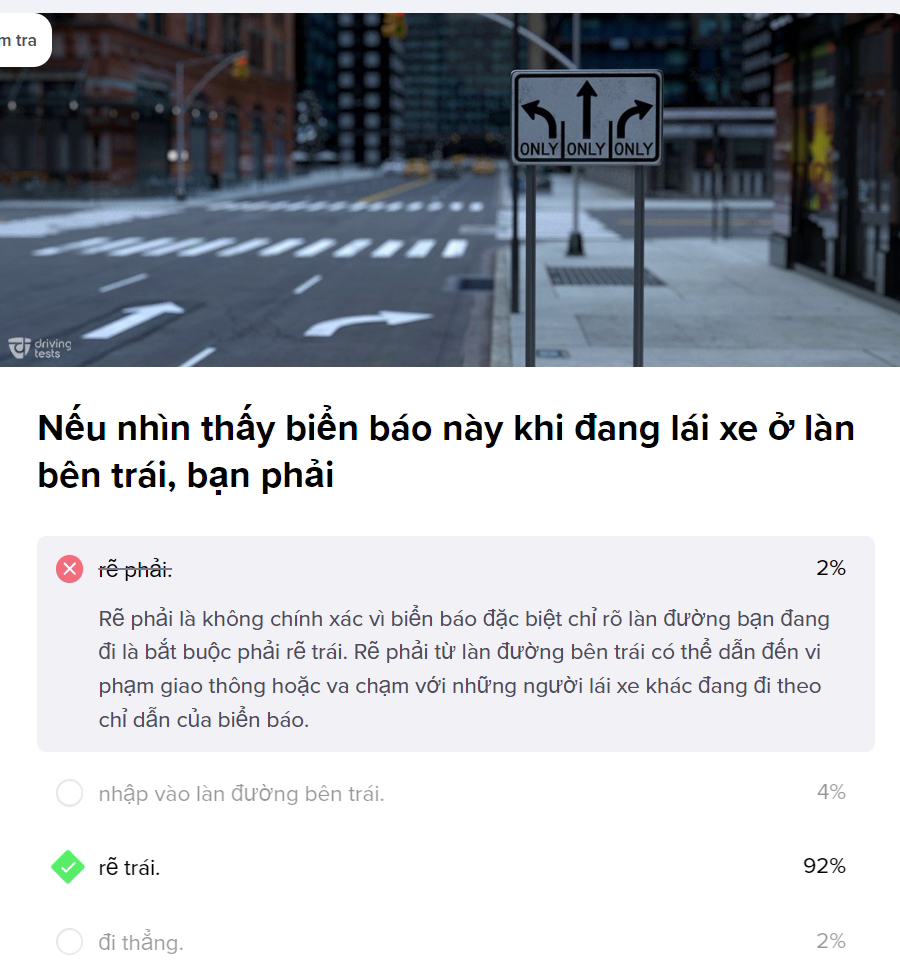 m tra
ONLY ONLY ONLY
driving
tests
Nếu nhìn thấy biển báo này khi đang lái xe ở làn
bên trái, bạn phải
rẽ phải.
2%
Rẽ phải là không chính xác vì biển báo đặc biệt chỉ rõ làn đường bạn đang
đi là bắt buộc phải rẽ trái. Rẽ phải từ làn đường bên trái có thể dẫn đến vi
phạm giao thông hoặc va chạm với những người lái xe khác đang đi theo
chỉ dẫn của biển báo.
nhập vào làn đường bên trái.
4%
rẽ trái.
92%
đi thẳng.
2%